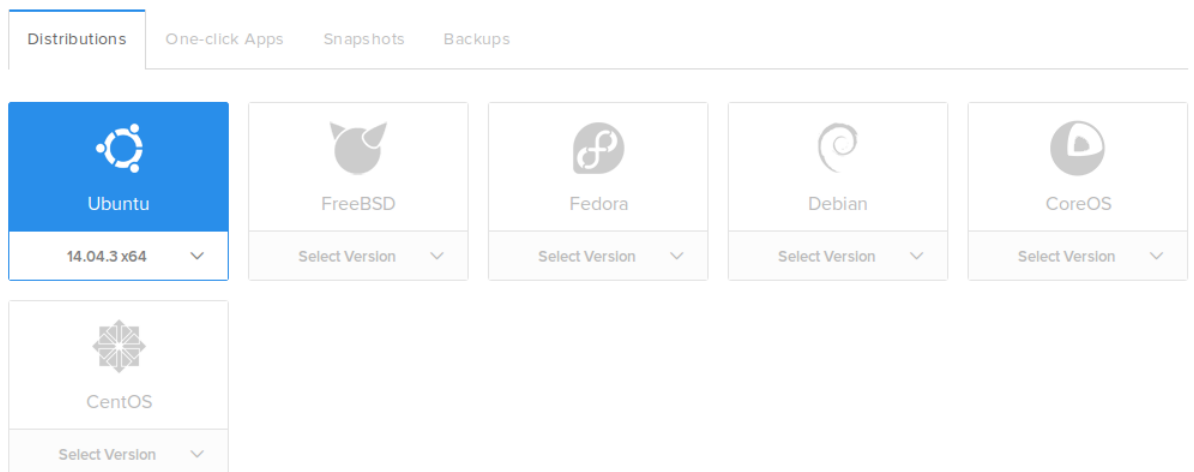 Distributions One-click Apps Snapshots Backups
Ubuntu FreeBSD Fedora Debian CoreOS
14.04.3 x64 Select Version Select Version Select Version Select Version
CentOS
Select Version